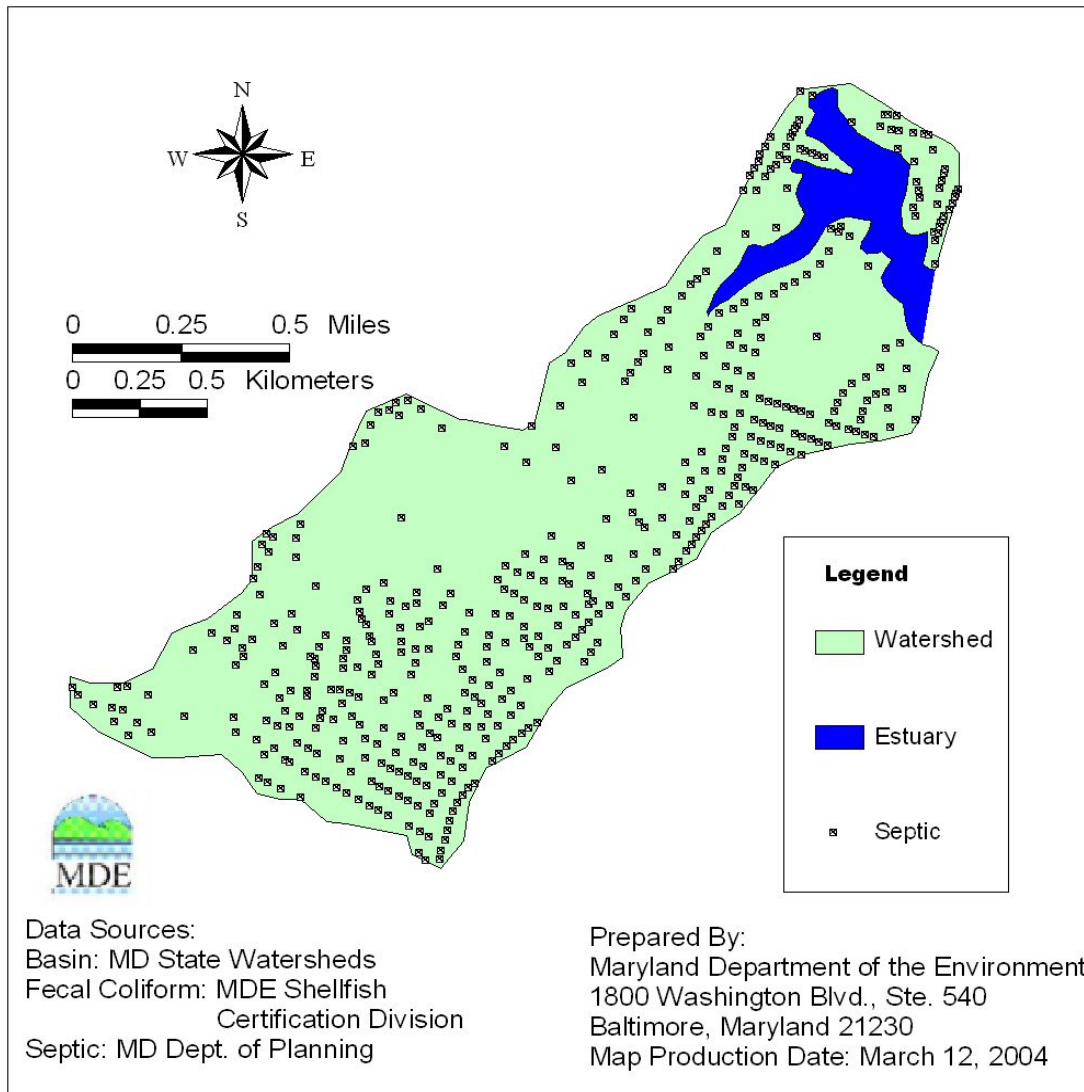 N
W E
S
0 0.25 0.5 Miles
0 0.25 0.5 Kilometers
Legend
Watershed
Estuary
Septic
MDE
Data Sources:
Basin: MD State Watersheds
Fecal Coliform: MDE Shellfish
Certification Division
Septic: MD Dept. of Planning
Prepared By:
Maryland Department of the Environment
1800 Washington Blvd., Ste. 540
Baltimore, Maryland 21230
Map Production Date: March 12, 2004